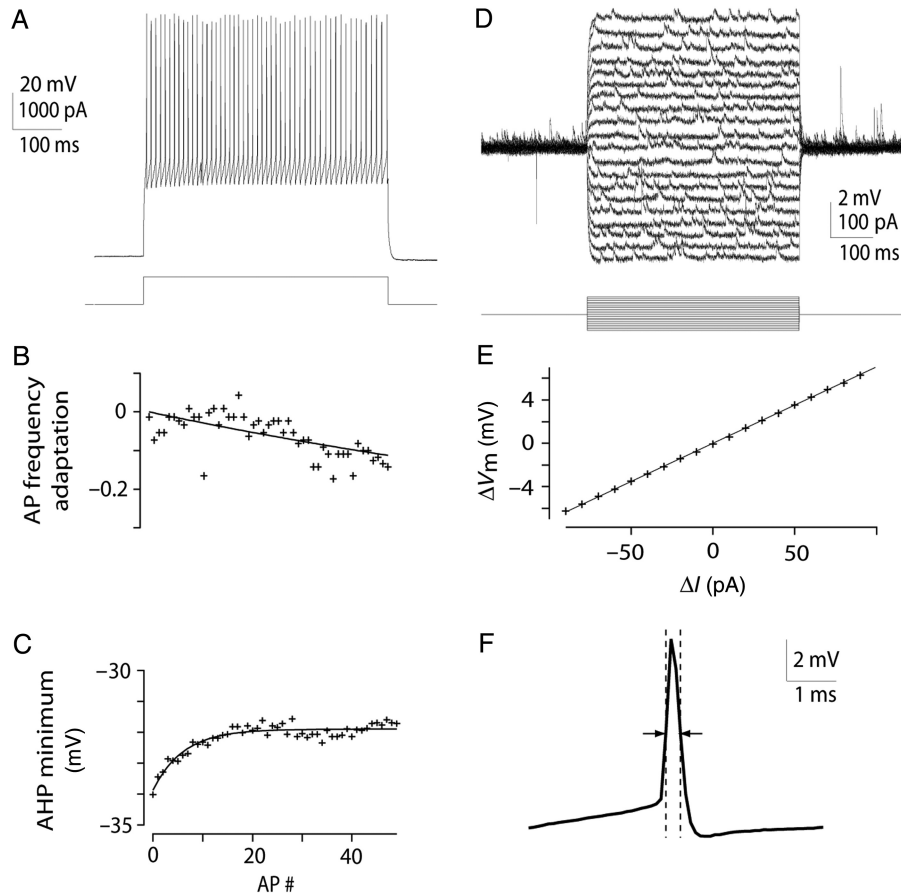 A
20 mV
1000 pA
100 ms
B
AP frequency
adaptation
0
−0.2
C
AHP minimum
(mV)
−30
−35
0
20
40
AP #
D
2 mV
100 pA
100 ms
E
ΔVm (mV)
4
0
−4
−50
0
50
ΔI (pA)
F
2 mV
1 ms